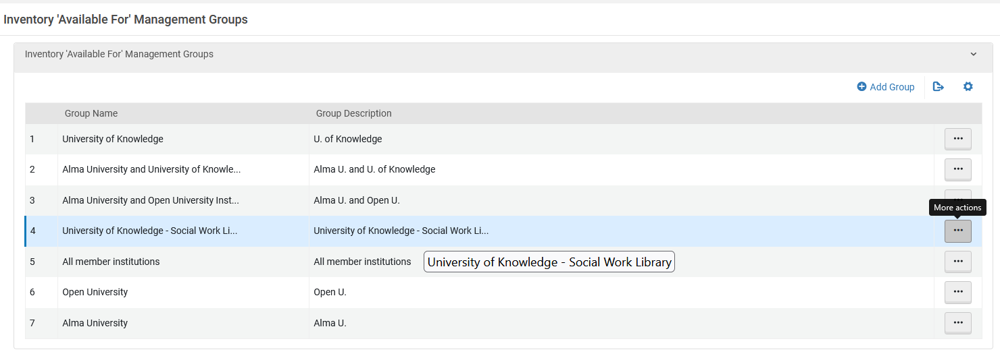 Inventory 'Available For' Management Groups
Inventory 'Available For' Management Groups
Add Group
Group Name Group Description
1 University of Knowledge U. of Knowledge
2 Alma University and University of Knowle... Alma U. and U. of Knowledge
3 Alma University and Open University Inst... Alma U. and Open U.
More actions
4 University of Knowledge - Social Work Li... University of Knowledge - Social Work Li...
5 All member institutions All member institutions University of Knowledge - Social Work Library
6 Open University Open U.
7 Alma University Alma U.